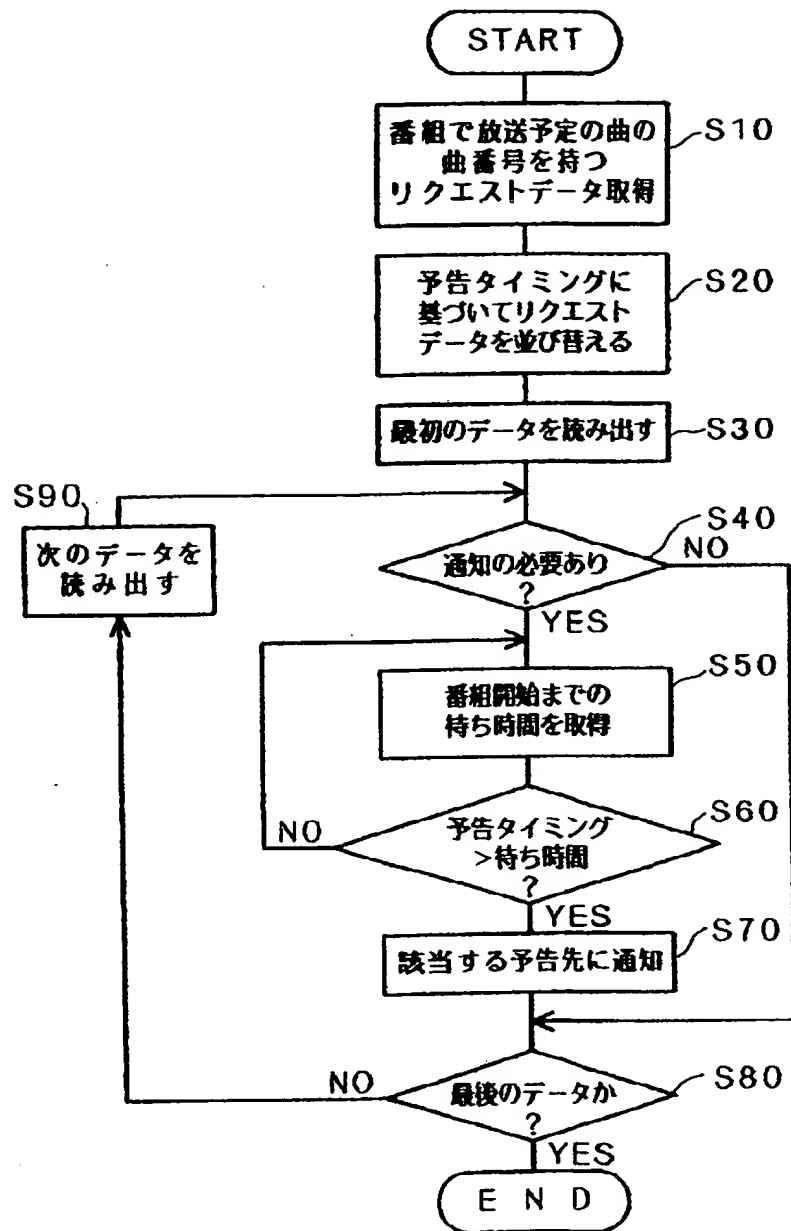 START
番組で放送予定の曲の
曲番号を持つ
リクエストデータ取得
S10
予告タイミングに
基づいてリクエスト
データを並び替える
S20
最初のデータを読み出す
S30
S90
次のデータを
読み出す
S40
通知の必要あり
?
NO
YES
S50
番組開始までの
待ち時間を取得
S60
予告タイミング
>待ち時間
?
NO
YES
S70
該当する予告先に通知
S80
最後のデータか
?
NO
YES
END